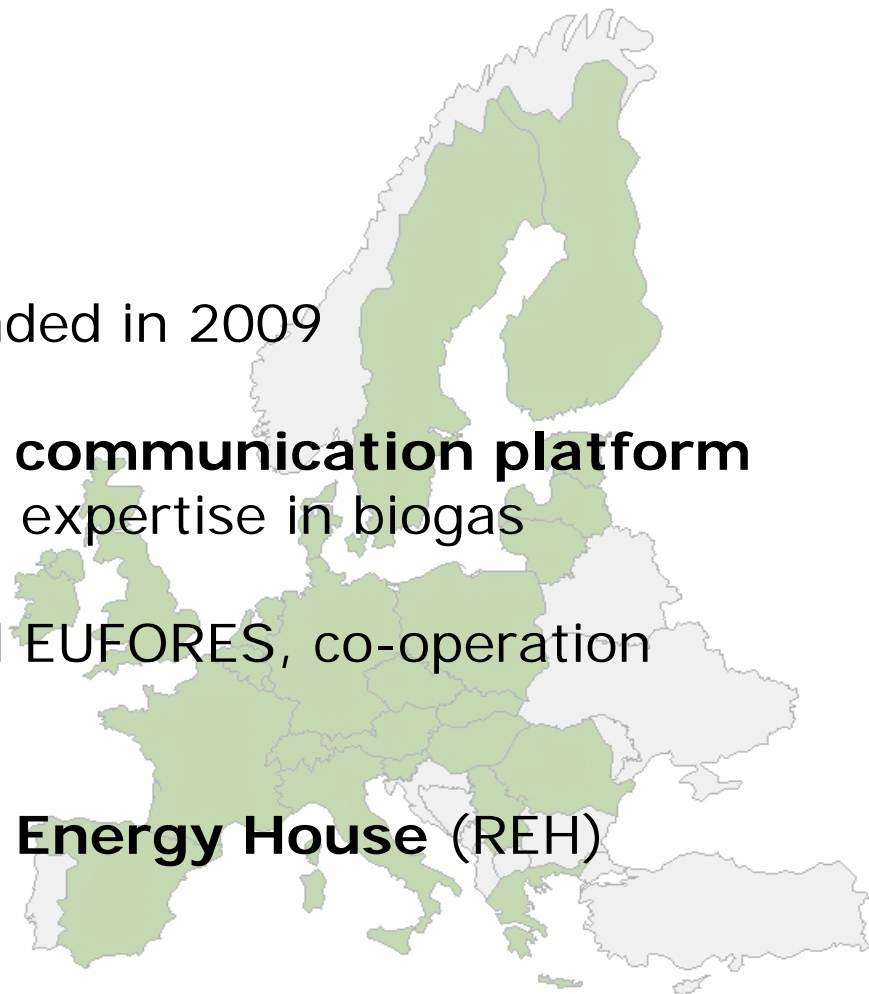 ded in 2009
communication platform
expertise in biogas
EUFORES, co-operation
Energy House (REH)